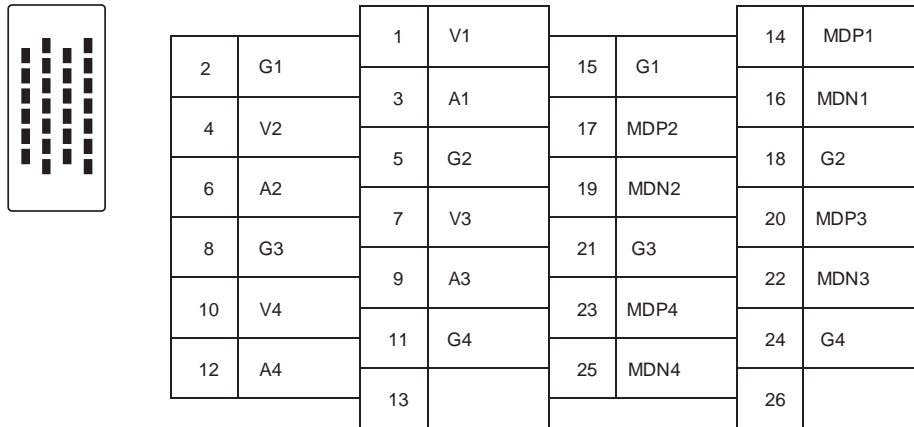 1 V1
14 MDP1
2 G1
15 G1
3 A1
16 MDN1
4 V2
17 MDP2
5 G2
18 G2
6 A2
19 MDN2
7 V3
20 MDP3
8 G3
21 G3
9 A3
22 MDN3
10 V4
23 MDP4
11 G4
24 G4
12 A4
25 MDN4
13
26